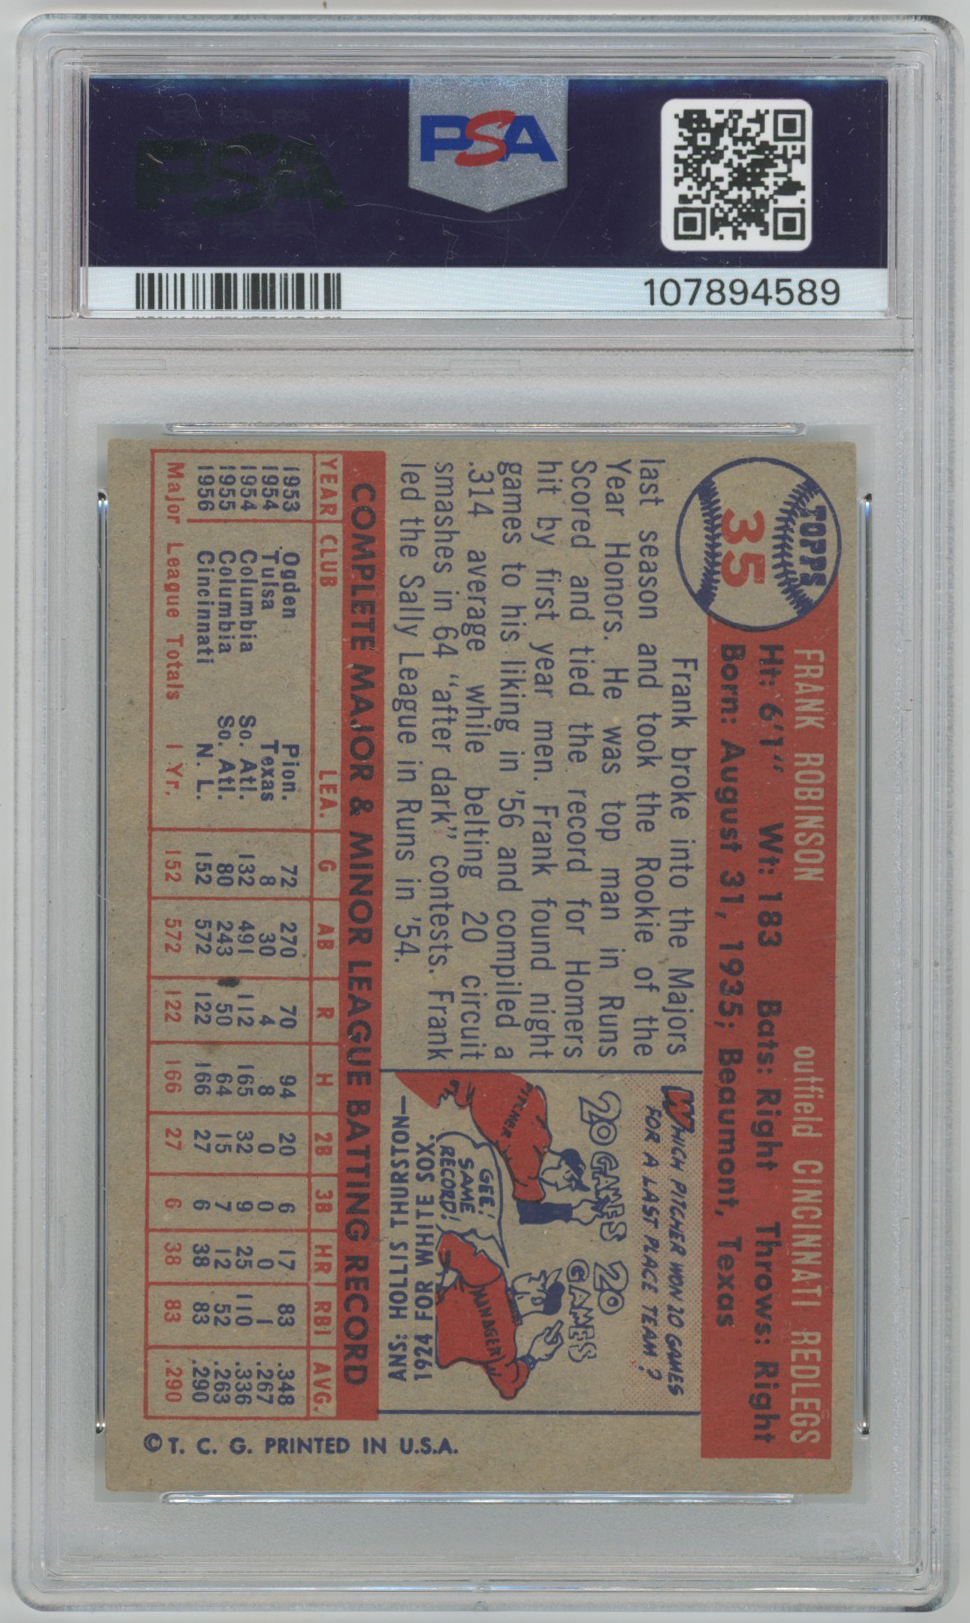 PSA
PSA
107894589
TOPPS
35
FRANK ROBINSON outfield CINCINNATI REDLEGS
Ht: 6'1" Wt: 183 Bats: Right Throws: Right
Born: August 31, 1935; Beaumont, Texas
Frank broke into the Majors
last season and took the Rookie of the
Year Honors. He was top man in Runs
Scored and tied the record for Homers
hit by first year men. Frank found night
games to his liking in '56 and compiled a
.314 average while belting 20 circuit
smashes in 64 "after dark" contests. Frank
led the Sally League in Runs in '54.
WHICH PITCHER WON 20 GAMES
FOR A LAST PLACE TEAM?
20 GAMES
20 GAMES
PITCHER
MANAGER
GEE!
SAME
RECORD!
ANS: HOLLIS THURSTON—
1924 FOR WHITE SOX.
COMPLETE MAJOR & MINOR LEAGUE BATTING RECORD
YEAR CLUB LEA. G AB R H 2B 3B HR RBI AVG.
1953 Ogden Pion. 72 270 70 94 20 6 17 83 .348
1954 Tulsa Texas 8 30 4 8 0 0 0 1 .267
1954 Columbia So. Atl. 132 491 112 165 32 9 25 110 .336
1955 Columbia So. Atl. 80 243 50 64 15 7 12 52 .263
1956 Cincinnati N. L. 152 572 122 166 27 6 38 83 .290
Major League Totals 1 Yr. 152 572 122 166 27 6 38 83 .290
© T. C. G. PRINTED IN U.S.A.
PSA